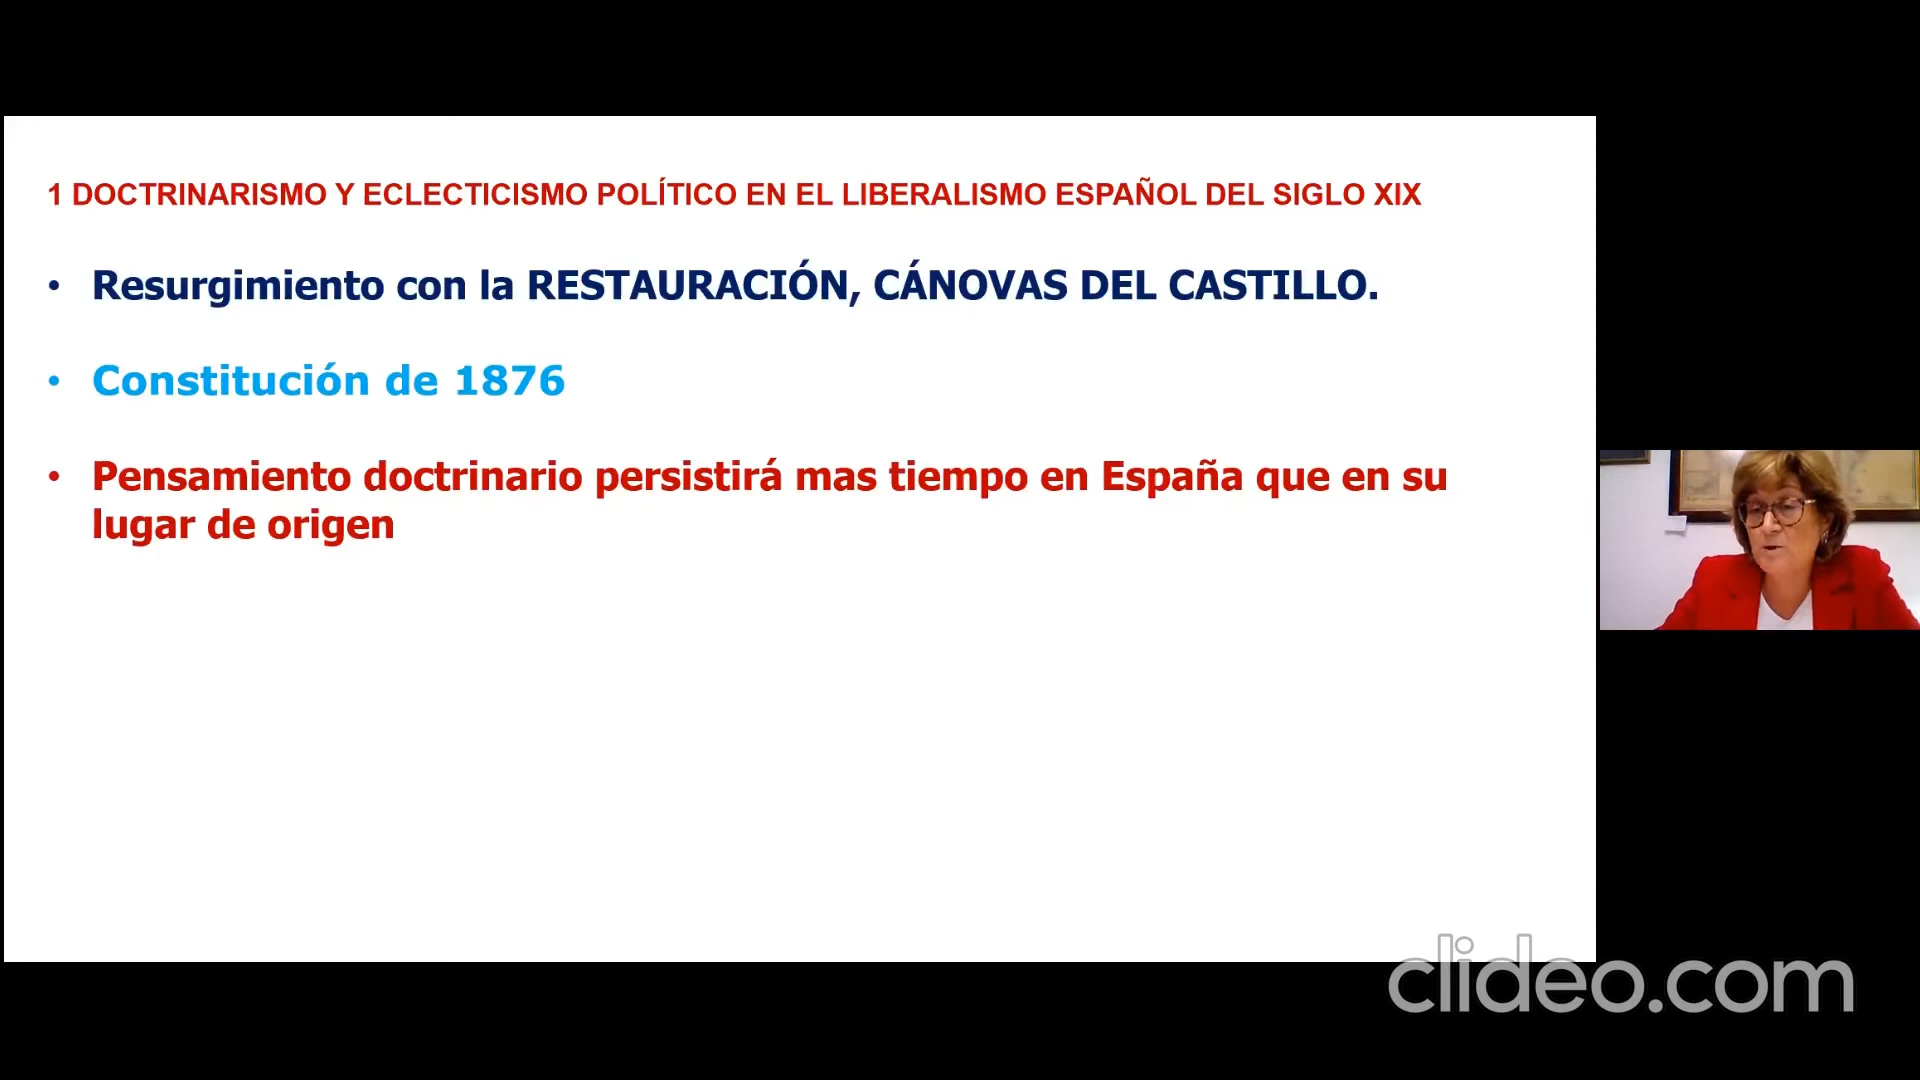 1 DOCTRINARISMO Y ECLECTICISMO POLÍTICO EN EL LIBERALISMO ESPAÑOL DEL SIGLO XIX
• Resurgimiento con la RESTAURACIÓN, CÁNOVAS DEL CASTILLO.
• Constitución de 1876
• Pensamiento doctrinario persistirá mas tiempo en España que en su
lugar de origen
clideo.com